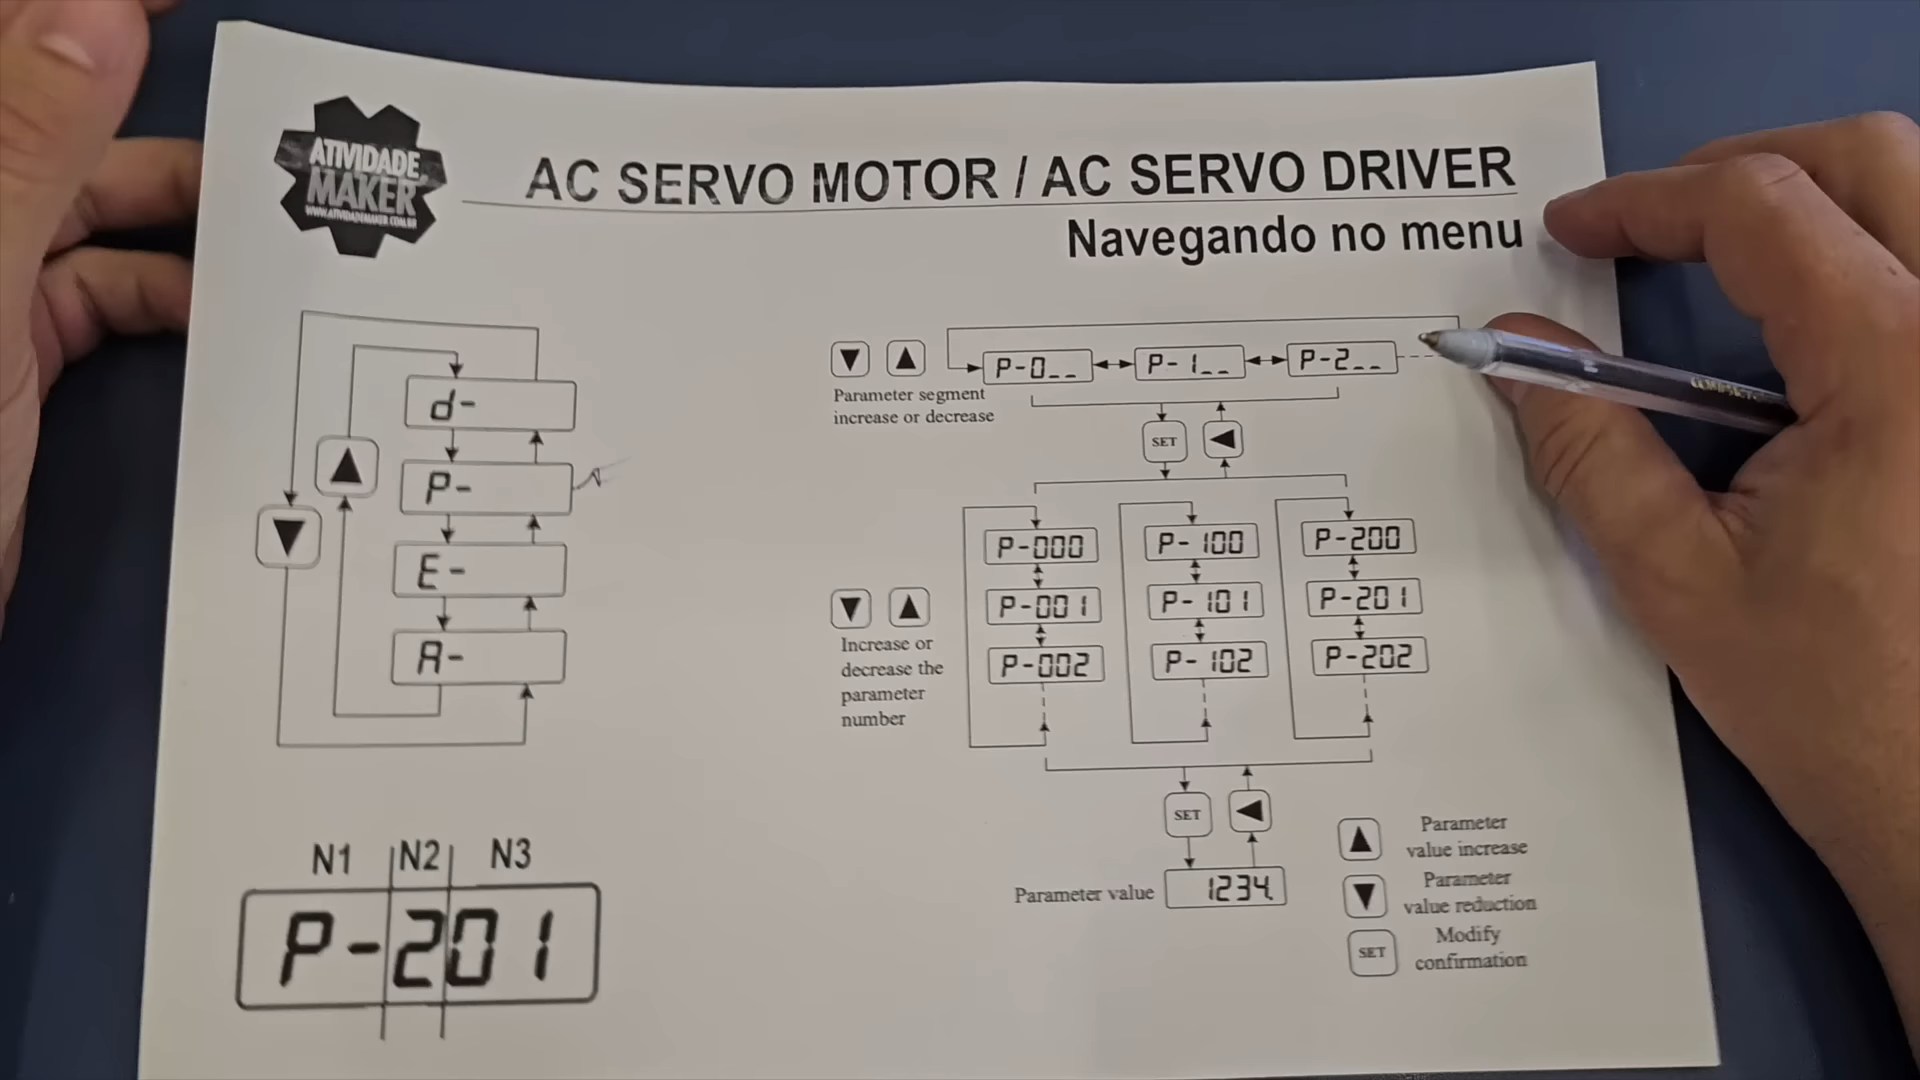 ATIVIDADE
MAKER
WWW.ATIVIDADEMAKER.COM.BR
AC SERVO MOTOR / AC SERVO DRIVER
Navegando no menu
d-
P-
E-
A-
N1 N2 N3
P-201
P-0__ P-1__ P-2__
Parameter segment
increase or decrease
SET
P-000 P-100 P-200
P-001 P-101 P-201
P-002 P-102 P-202
Increase or
decrease the
parameter
number
SET
Parameter value 1234.
Parameter
value increase
Parameter
value reduction
SET Modify
confirmation